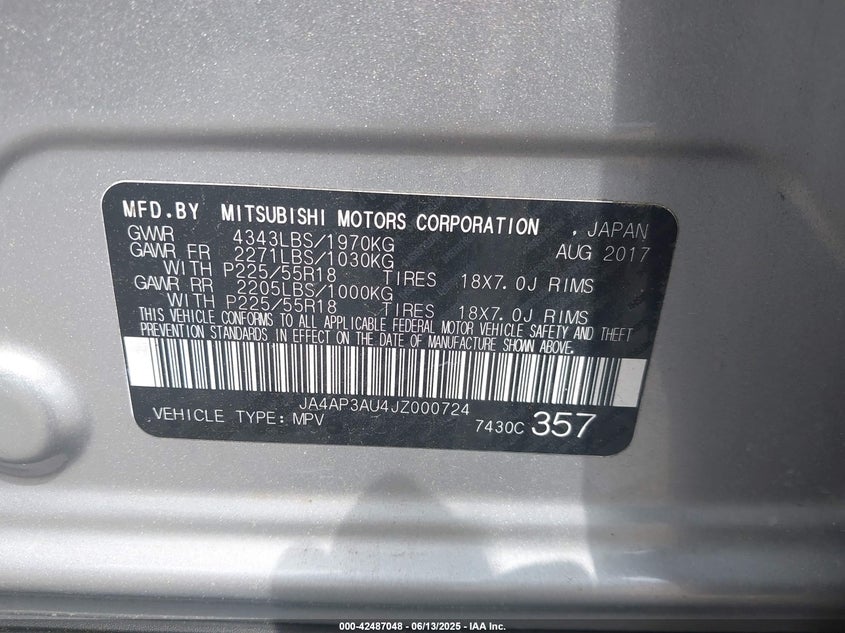 MFD.BY MITSUBISHI MOTORS CORPORATION , JAPAN
GVWR 4343LBS/1970KG AUG 2017
GAWR FR 2271LBS/1030KG
WITH P225/55R18 TIRES 18X7.0J RIMS
GAWR RR 2205LBS/1000KG
WITH P225/55R18 TIRES 18X7.0J RIMS
THIS VEHICLE CONFORMS TO ALL APPLICABLE FEDERAL MOTOR VEHICLE SAFETY AND THEFT
PREVENTION STANDARDS IN EFFECT ON THE DATE OF MANUFACTURE SHOWN ABOVE.
JA4AP3AU4JZ000724
VEHICLE TYPE:MPV 7430C 357
000-42487048 - 06/13/2025 - IAA Inc.